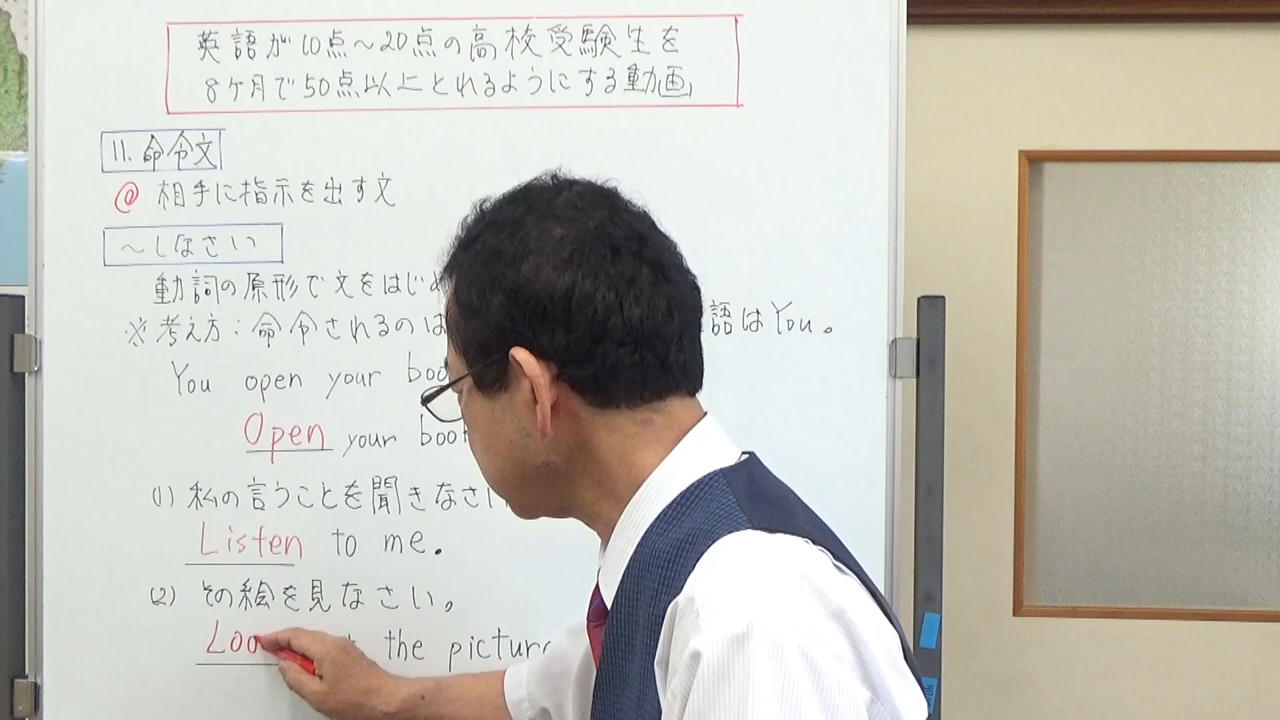 英語が10点～20点の高校受験生を
8ヶ月で50点以上とれるようにする動画
11. 命令文
@ 相手に指示を出す文
～しなさい
動詞の原形で文をはじめ
※考え方：命令されるのは 語はYou。
You open your boo
Open your boo
(1) 私の言うことを聞きなさい
Listen to me.
(2) その絵を見なさい。
Loo the pictur